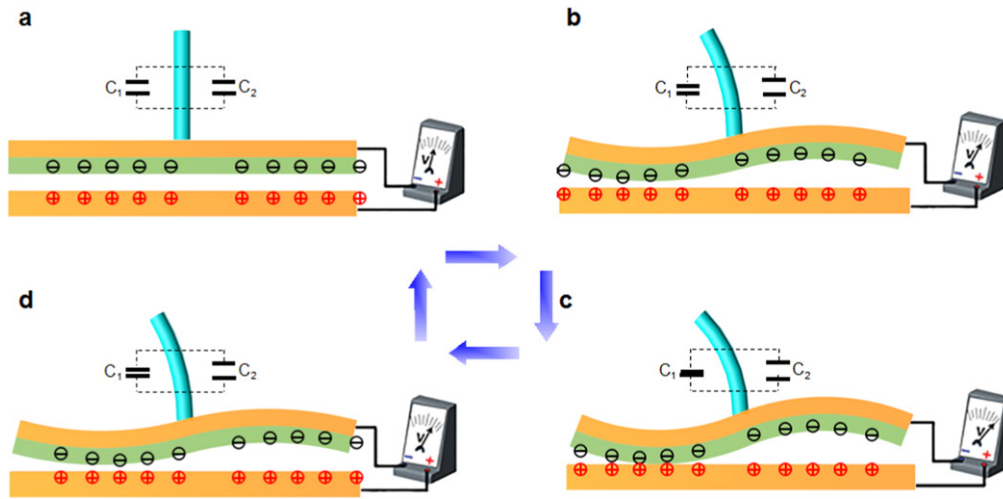 a
b
C₁
C₂
C₁
C₂
⊖ ⊖ ⊖ ⊖ ⊖ ⊖ ⊖ ⊖ ⊖ ⊖
V
− +
⊖ ⊖ ⊖ ⊖ ⊖ ⊖ ⊖ ⊖ ⊖ ⊖
V
− +
⊕ ⊕ ⊕ ⊕ ⊕ ⊕ ⊕ ⊕ ⊕ ⊕
⊕ ⊕ ⊕ ⊕ ⊕ ⊕ ⊕ ⊕ ⊕ ⊕
d
c
C₁
C₂
C₁
C₂
⊖ ⊖ ⊖ ⊖ ⊖ ⊖ ⊖ ⊖ ⊖ ⊖
V
− +
⊖ ⊖ ⊖ ⊖ ⊖ ⊖ ⊖ ⊖ ⊖ ⊖
V
− +
⊕ ⊕ ⊕ ⊕ ⊕ ⊕ ⊕ ⊕ ⊕ ⊕
⊕ ⊕ ⊕ ⊕ ⊕ ⊕ ⊕ ⊕ ⊕ ⊕